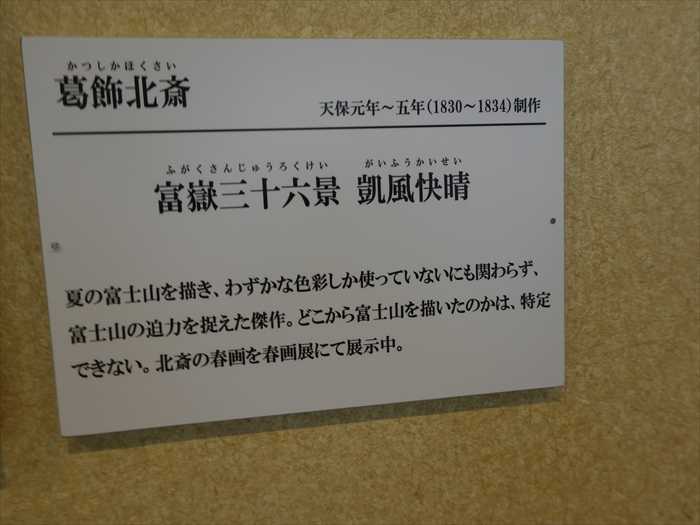 かつしかほくさい
葛飾北斎
天保元年～五年(1830～1834)制作
ふがくさんじゅうろくけい がいふうかいせい
富嶽三十六景 凱風快晴
夏の富士山を描き、わずかな色彩しか使っていないにも関わらず、
富士山の迫力を捉えた傑作。どこから富士山を描いたのかは、特定
できない。北斎の春画を春画展にて展示中。